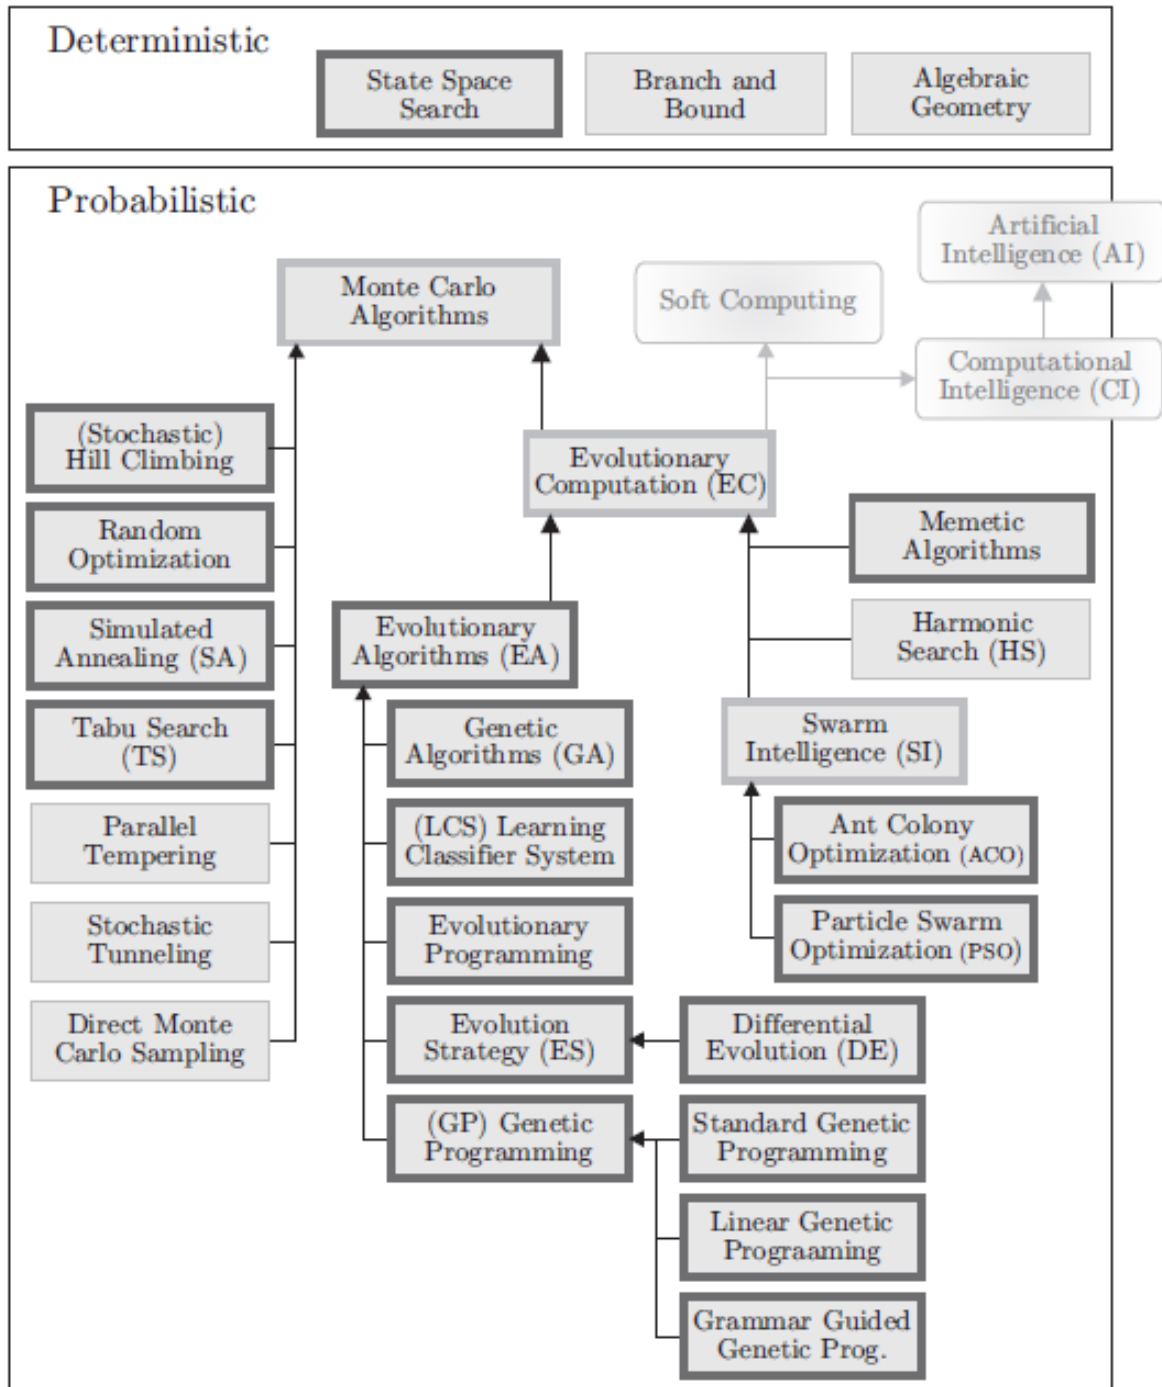 Deterministic
State Space
Search
Branch and
Bound
Algebraic
Geometry
Probabilistic
Artificial
Intelligence (AI)
Monte Carlo
Algorithms
Soft Computing
Computational
Intelligence (CI)
(Stochastic)
Hill Climbing
Evolutionary
Computation (EC)
Random
Optimization
Memetic
Algorithms
Simulated
Annealing (SA)
Evolutionary
Algorithms (EA)
Harmonic
Search (HS)
Tabu Search
(TS)
Genetic
Algorithms (GA)
Swarm
Intelligence (SI)
Parallel
Tempering
(LCS) Learning
Classifier System
Ant Colony
Optimization (ACO)
Stochastic
Tunneling
Evolutionary
Programming
Particle Swarm
Optimization (PSO)
Direct Monte
Carlo Sampling
Evolution
Strategy (ES)
Differential
Evolution (DE)
(GP) Genetic
Programming
Standard Genetic
Programming
Linear Genetic
Prograaming
Grammar Guided
Genetic Prog.